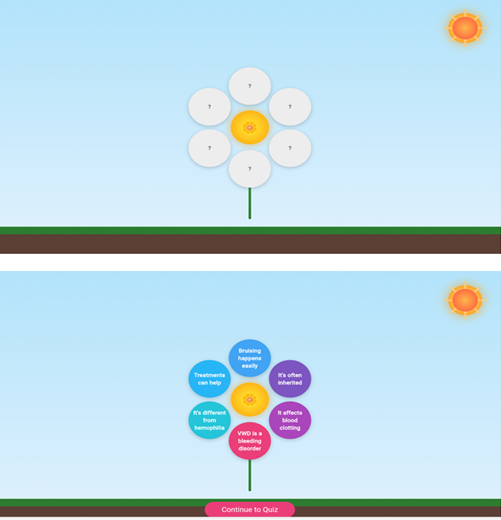 ?
?
?
?
?
?
Bruising
happens
easily
Treatments
can help
It's often
inherited
It's different
from
hemophilia
It affects
blood
clotting
VWD is a
bleeding
disorder
Continue to Quiz